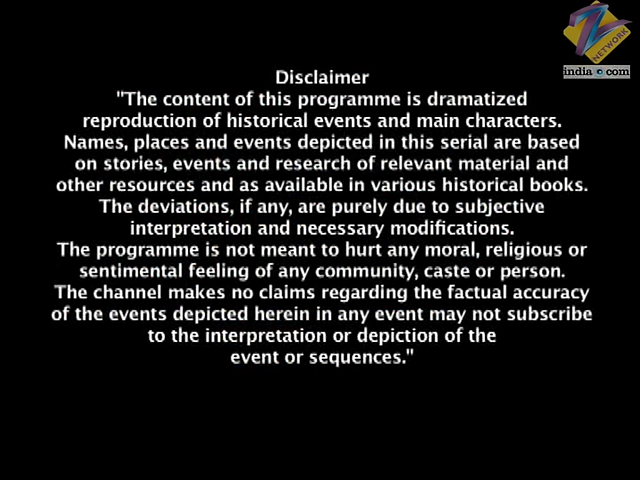 Z
NETWORK
india.com
Disclaimer
"The content of this programme is dramatized
reproduction of historical events and main characters.
Names, places and events depicted in this serial are based
on stories, events and research of relevant material and
other resources and as available in various historical books.
The deviations, if any, are purely due to subjective
interpretation and necessary modifications.
The programme is not meant to hurt any moral, religious or
sentimental feeling of any community, caste or person.
The channel makes no claims regarding the factual accuracy
of the events depicted herein in any event may not subscribe
to the interpretation or depiction of the
event or sequences."